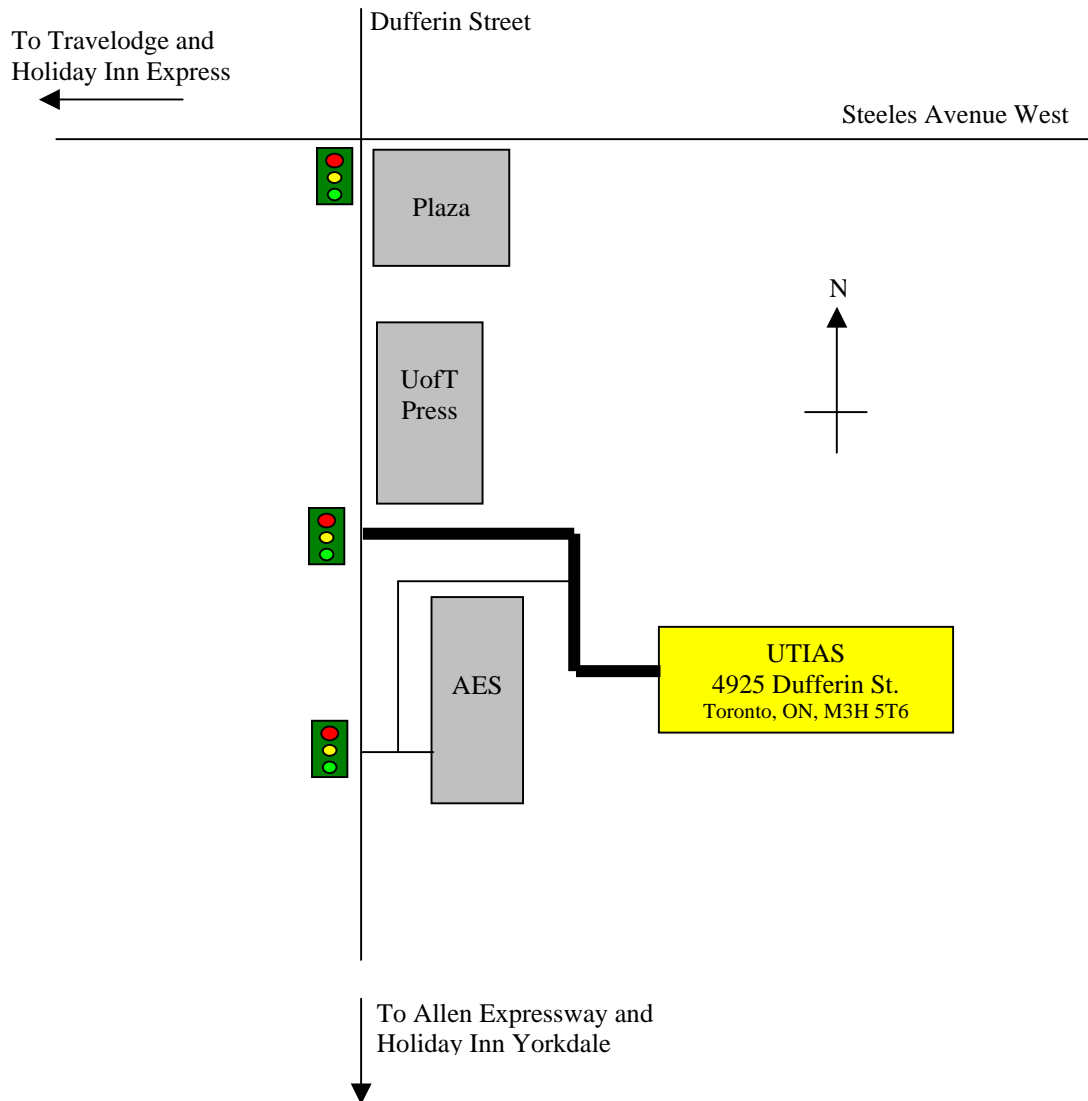 Dufferin Street
To Travelodge and
Holiday Inn Express
Steeles Avenue West
Plaza
N
UofT
Press
UTIAS
4925 Dufferin St.
Toronto, ON, M3H 5T6
AES
To Allen Expressway and
Holiday Inn Yorkdale